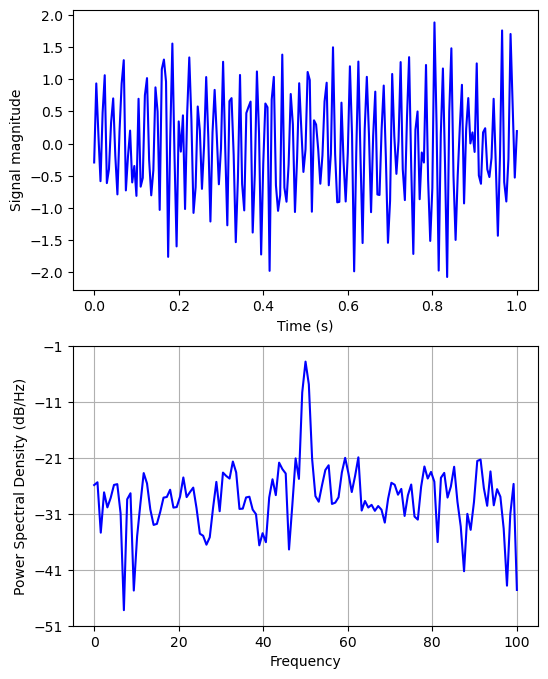 2.0
1.5
1.0
0.5
0.0
−0.5
−1.0
−1.5
−2.0
Signal magnitude
0.0 0.2 0.4 0.6 0.8 1.0
Time (s)
−1
−11
−21
−31
−41
−51
Power Spectral Density (dB/Hz)
0 20 40 60 80 100
Frequency